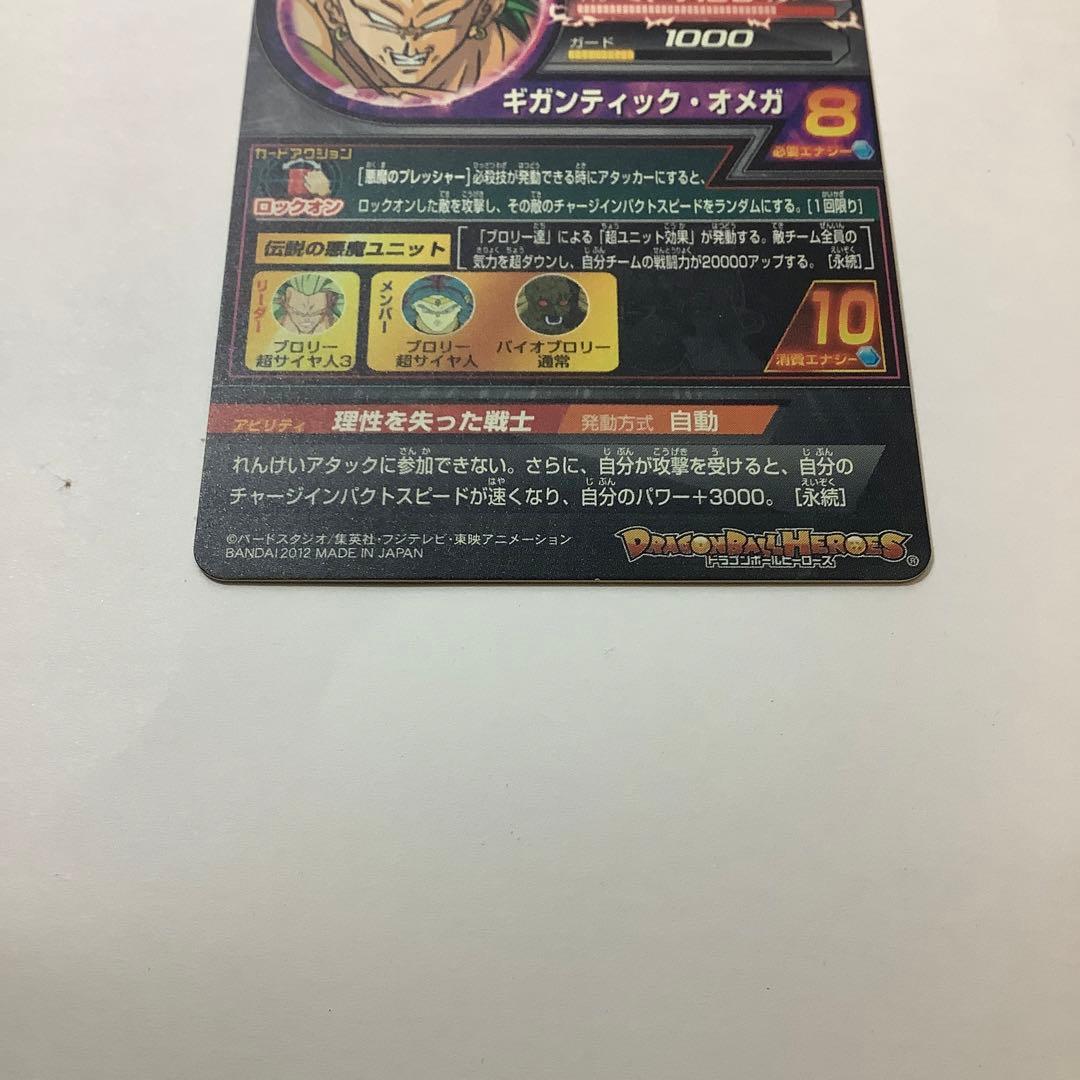 ガード 1000
ギガンティック・オメガ 8
必要エナジー
カードアクション
ロックオン
[悪魔のプレッシャー]必殺技が発動できる時にアタッカーにすると、
ロックオンした敵を攻撃し、その敵のチャージインパクトスピードをランダムにする。[1回限り]
伝説の悪魔ユニット
「ブロリー達」による「超ユニット効果」が発動する。敵チーム全員の
気力を超ダウンし、自分チームの戦闘力が20000アップする。[永続]
リーダー
ブロリー
超サイヤ人3
メンバー
ブロリー
超サイヤ人
バイオブロリー
通常
10
消費エナジー
アビリティ 理性を失った戦士 発動方式 自動
れんけいアタックに参加できない。さらに、自分が攻撃を受けると、自分の
チャージインパクトスピードが速くなり、自分のパワー+3000。[永続]
©バードスタジオ/集英社・フジテレビ・東映アニメーション
BANDAI 2012 MADE IN JAPAN
DRAGONBALL HEROES
ドラゴンボールヒーローズ
®